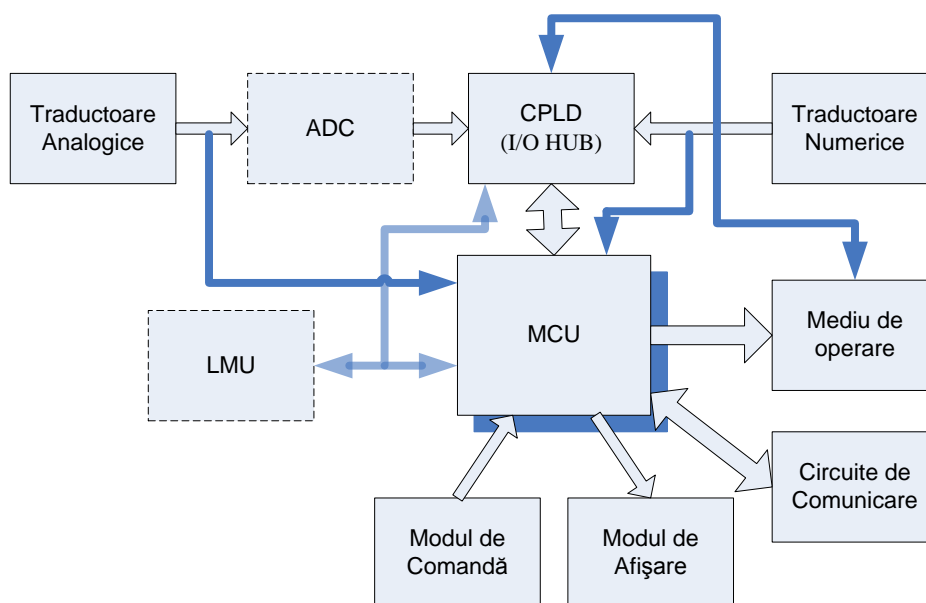 Traductoare
Analogice
ADC
CPLD
(I/O HUB)
Traductoare
Numerice
LMU
MCU
Mediu de
operare
Circuite de
Comunicare
Modul de
Comandă
Modul de
Afişare